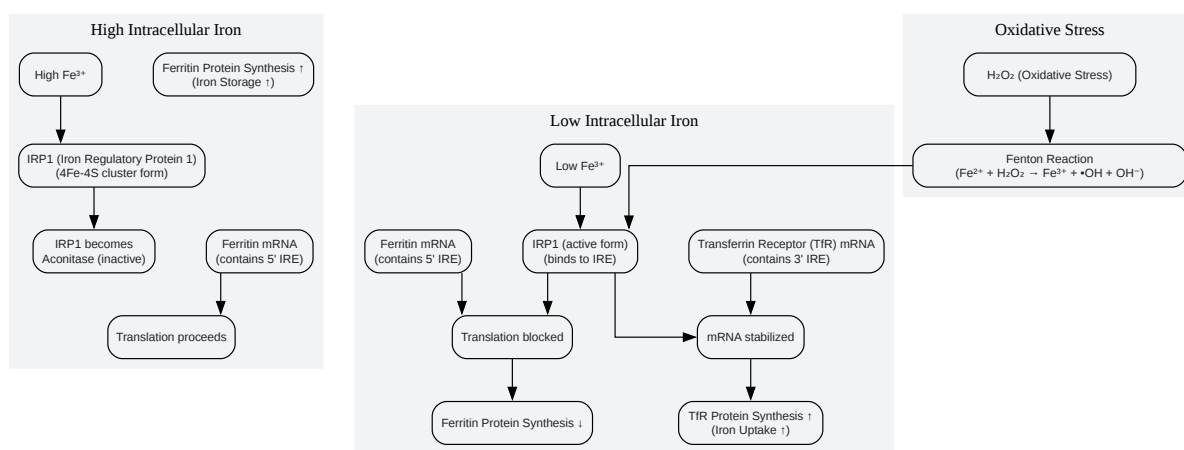 High Intracellular Iron
High Fe³⁺
Ferritin Protein Synthesis ↑
(Iron Storage ↑)
IRP1 (Iron Regulatory Protein 1)
(4Fe-4S cluster form)
IRP1 becomes
Aconitase (inactive)
Ferritin mRNA
(contains 5' IRE)
Translation proceeds
Low Intracellular Iron
Low Fe³⁺
Ferritin mRNA
(contains 5' IRE)
IRP1 (active form)
(binds to IRE)
Transferrin Receptor (TfR) mRNA
(contains 3' IRE)
Translation blocked
mRNA stabilized
Ferritin Protein Synthesis ↓
TfR Protein Synthesis ↑
(Iron Uptake ↑)
Oxidative Stress
H₂O₂ (Oxidative Stress)
Fenton Reaction
(Fe²⁺ + H₂O₂ → Fe³⁺ + •OH + OH⁻)